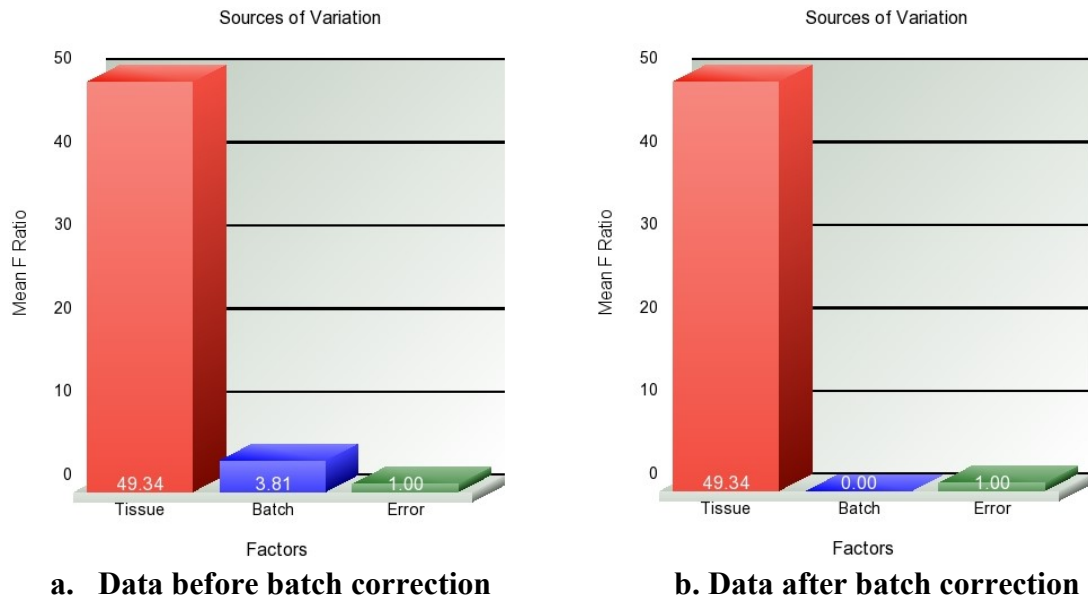 Sources of Variation
50
40
30
20
10
0
Mean F Ratio
49.34
3.81
1.00
Tissue
Batch
Error
Factors
a. Data before batch correction
Sources of Variation
50
40
30
20
10
0
Mean F Ratio
49.34
0.00
1.00
Tissue
Batch
Error
Factors
b. Data after batch correction